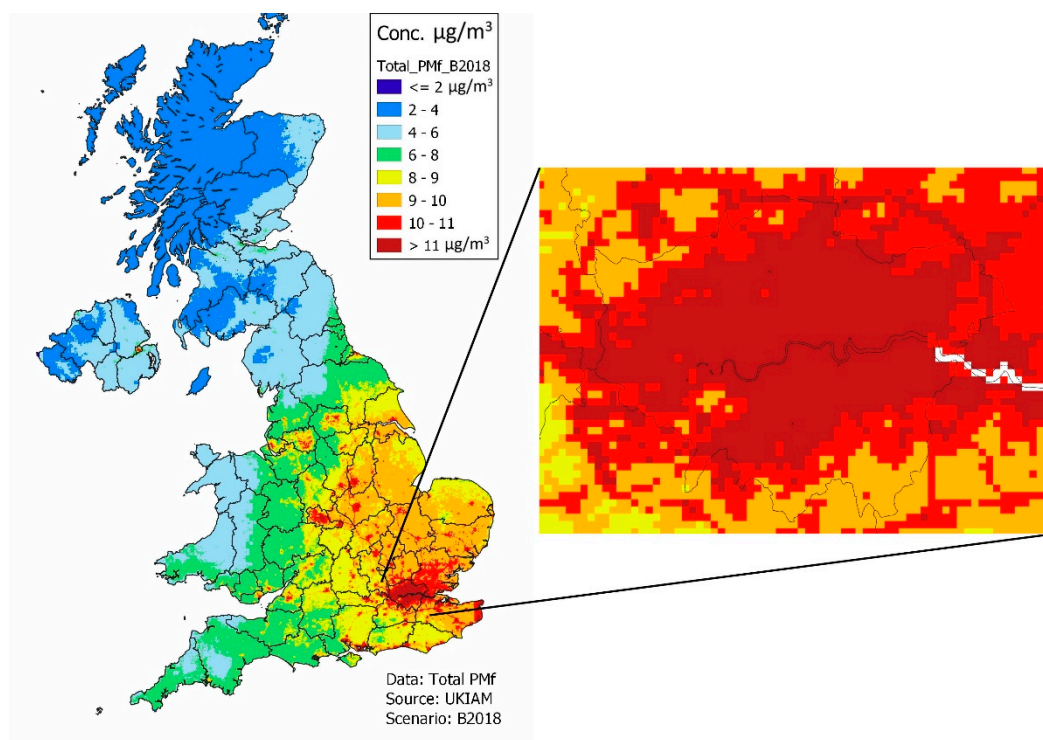 Conc. µg/m³
Total_PMf_B2018
<= 2 µg/m³
2 - 4
4 - 6
6 - 8
8 - 9
9 - 10
10 - 11
> 11 µg/m³
Data: Total PMf
Source: UKIAM
Scenario: B2018